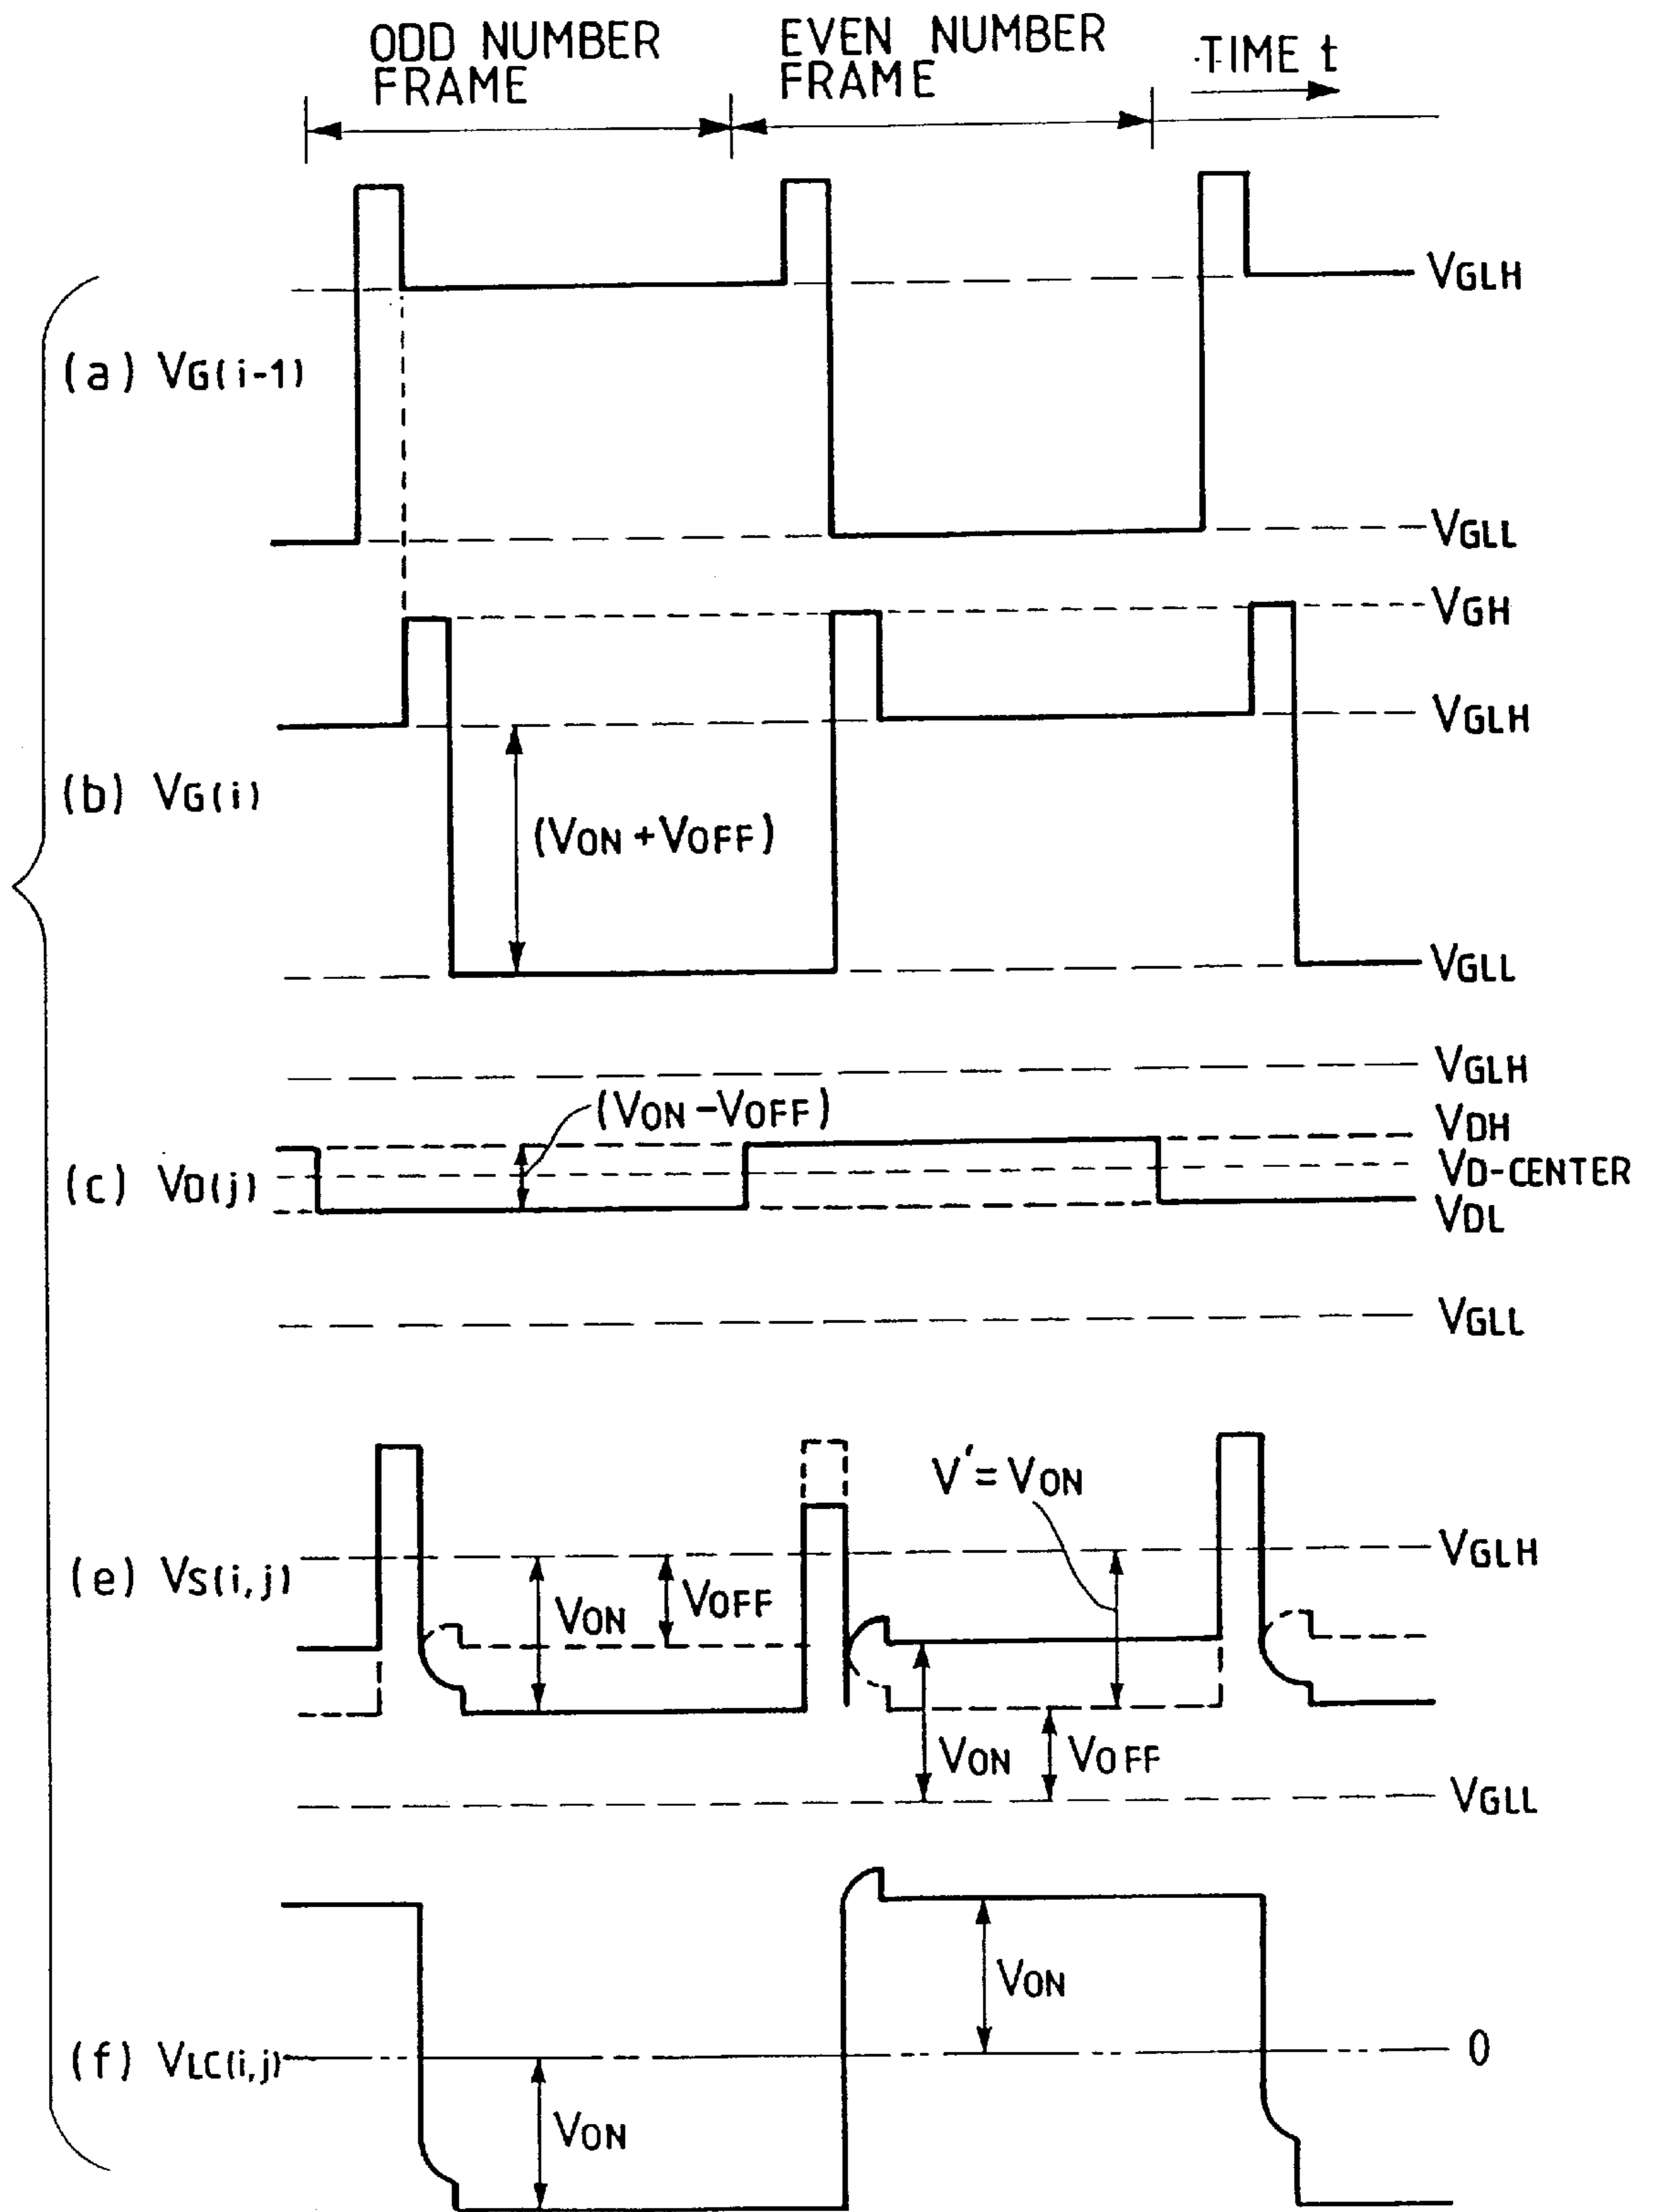 ODD NUMBER
FRAME
EVEN NUMBER
FRAME
TIME t
VGLH
(a) VG(i-1)
VGLL
VGH
VGLH
(b) VG(i)
(VON+VOFF)
VGLL
VGLH
(VON-VOFF)
VDH
(c) VD(j)
VD-CENTER
VDL
VGLL
V'=VON
(e) VS(i,j)
VGLH
VON
VOFF
VON
VOFF
VGLL
VON
(f) VLC(i,j)
0
VON